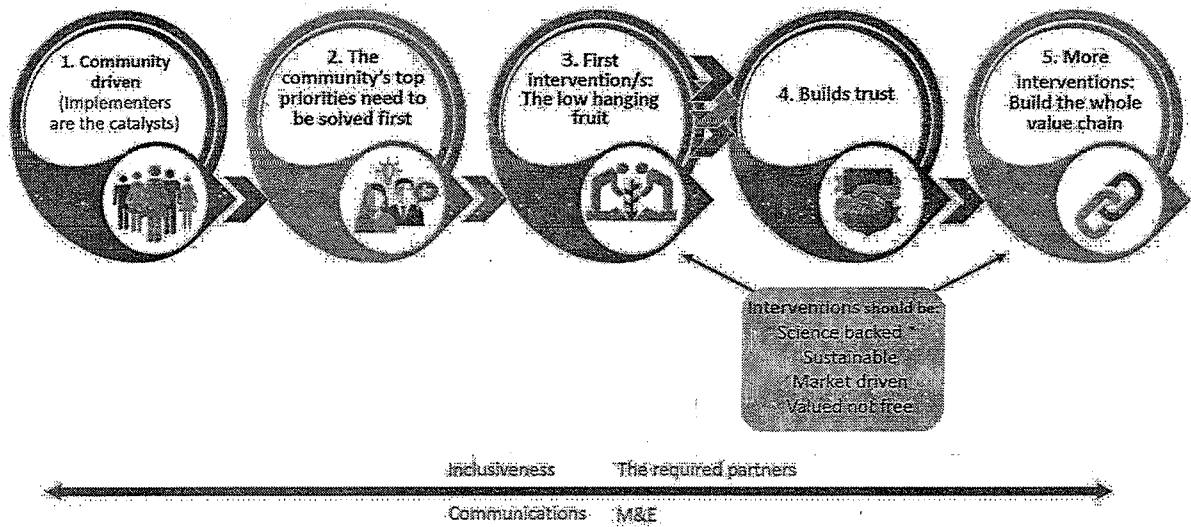 1. Community
driven
(Implementers
are the catalysts)
2. The
community's top
priorities need to
be solved first
3. First
intervention/s:
The low hanging
fruit
4. Builds trust
5. More
interventions:
Build the whole
value chain
Interventions should be:
Science backed
Sustainable
Market driven
Valued not free
Inclusiveness The required partners
Communications M&E